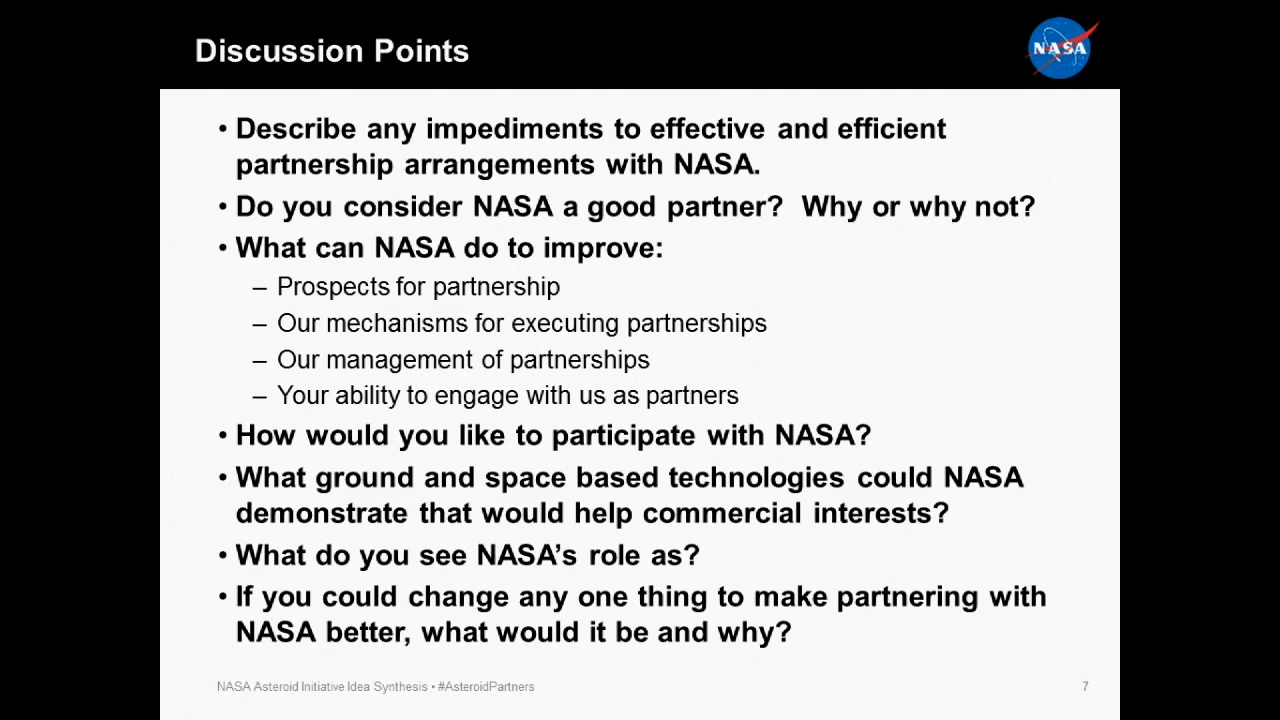 Discussion Points
NASA
• Describe any impediments to effective and efficient
partnership arrangements with NASA.
• Do you consider NASA a good partner?  Why or why not?
• What can NASA do to improve:
– Prospects for partnership
– Our mechanisms for executing partnerships
– Our management of partnerships
– Your ability to engage with us as partners
• How would you like to participate with NASA?
• What ground and space based technologies could NASA
demonstrate that would help commercial interests?
• What do you see NASA’s role as?
• If you could change any one thing to make partnering with
NASA better, what would it be and why?
NASA Asteroid Initiative Idea Synthesis • #AsteroidPartners
7